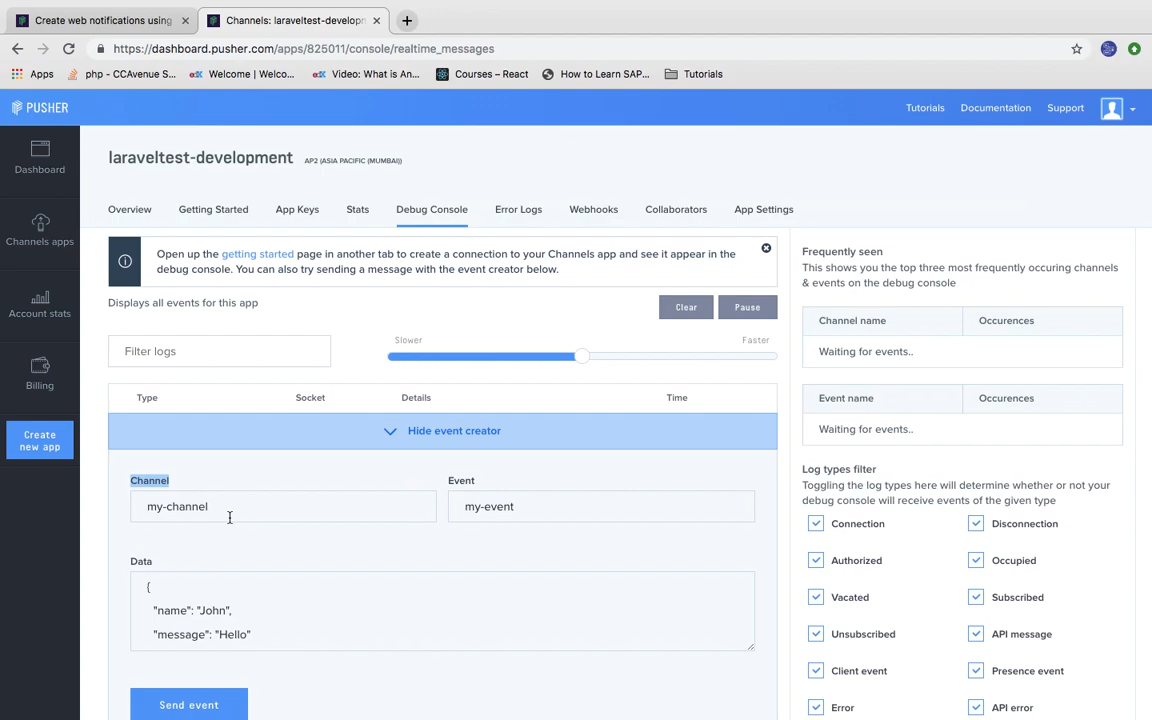 Create web notifications using
Channels: laraveltest-developm
https://dashboard.pusher.com/apps/825011/console/realtime_messages
Apps
php - CCAvenue S...
Welcome | Welco...
Video: What is An...
Courses – React
How to Learn SAP...
Tutorials
PUSHER
Tutorials
Documentation
Support
Dashboard
Channels apps
Account stats
Billing
Create
new app
laraveltest-development
AP2 (ASIA PACIFIC (MUMBAI))
Overview
Getting Started
App Keys
Stats
Debug Console
Error Logs
Webhooks
Collaborators
App Settings
Open up the getting started page in another tab to create a connection to your Channels app and see it appear in the
debug console. You can also try sending a message with the event creator below.
Displays all events for this app
Clear
Pause
Filter logs
Slower
Faster
Type
Socket
Details
Time
Hide event creator
Channel
Event
my-channel
my-event
Data
{
"name": "John",
"message": "Hello"
Send event
Frequently seen
This shows you the top three most frequently occuring channels
& events on the debug console
Channel name
Occurences
Waiting for events..
Event name
Occurences
Waiting for events..
Log types filter
Toggling the log types here will determine whether or not your
debug console will receive events of the given type
Connection
Disconnection
Authorized
Occupied
Vacated
Subscribed
Unsubscribed
API message
Client event
Presence event
Error
API error